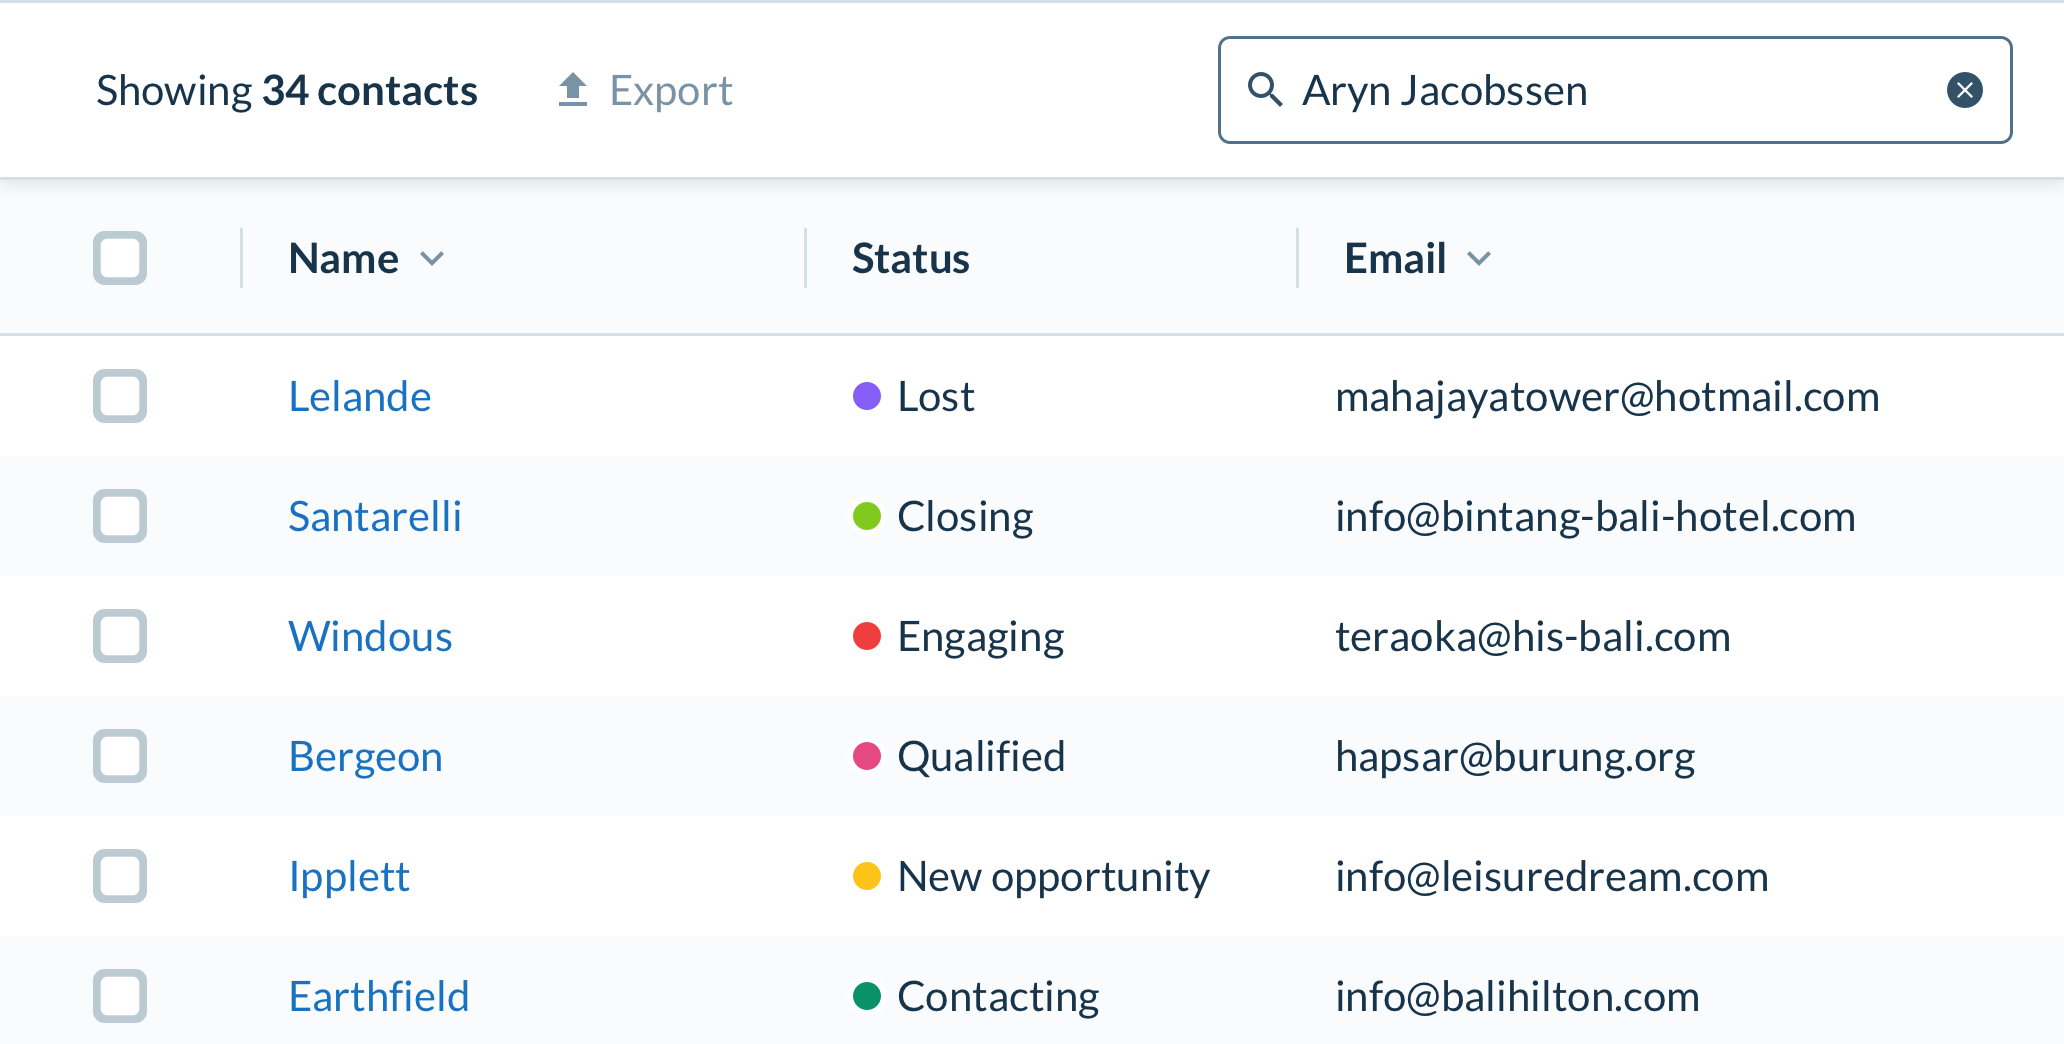 Showing 34 contacts Export Aryn Jacobssen
Name Status Email
Lelande Lost mahajayatower@hotmail.com
Santarelli Closing info@bintang-bali-hotel.com
Windous Engaging teraoka@his-bali.com
Bergeon Qualified hapsar@burung.org
Ipplett New opportunity info@leisuredream.com
Earthfield Contacting info@balihilton.com